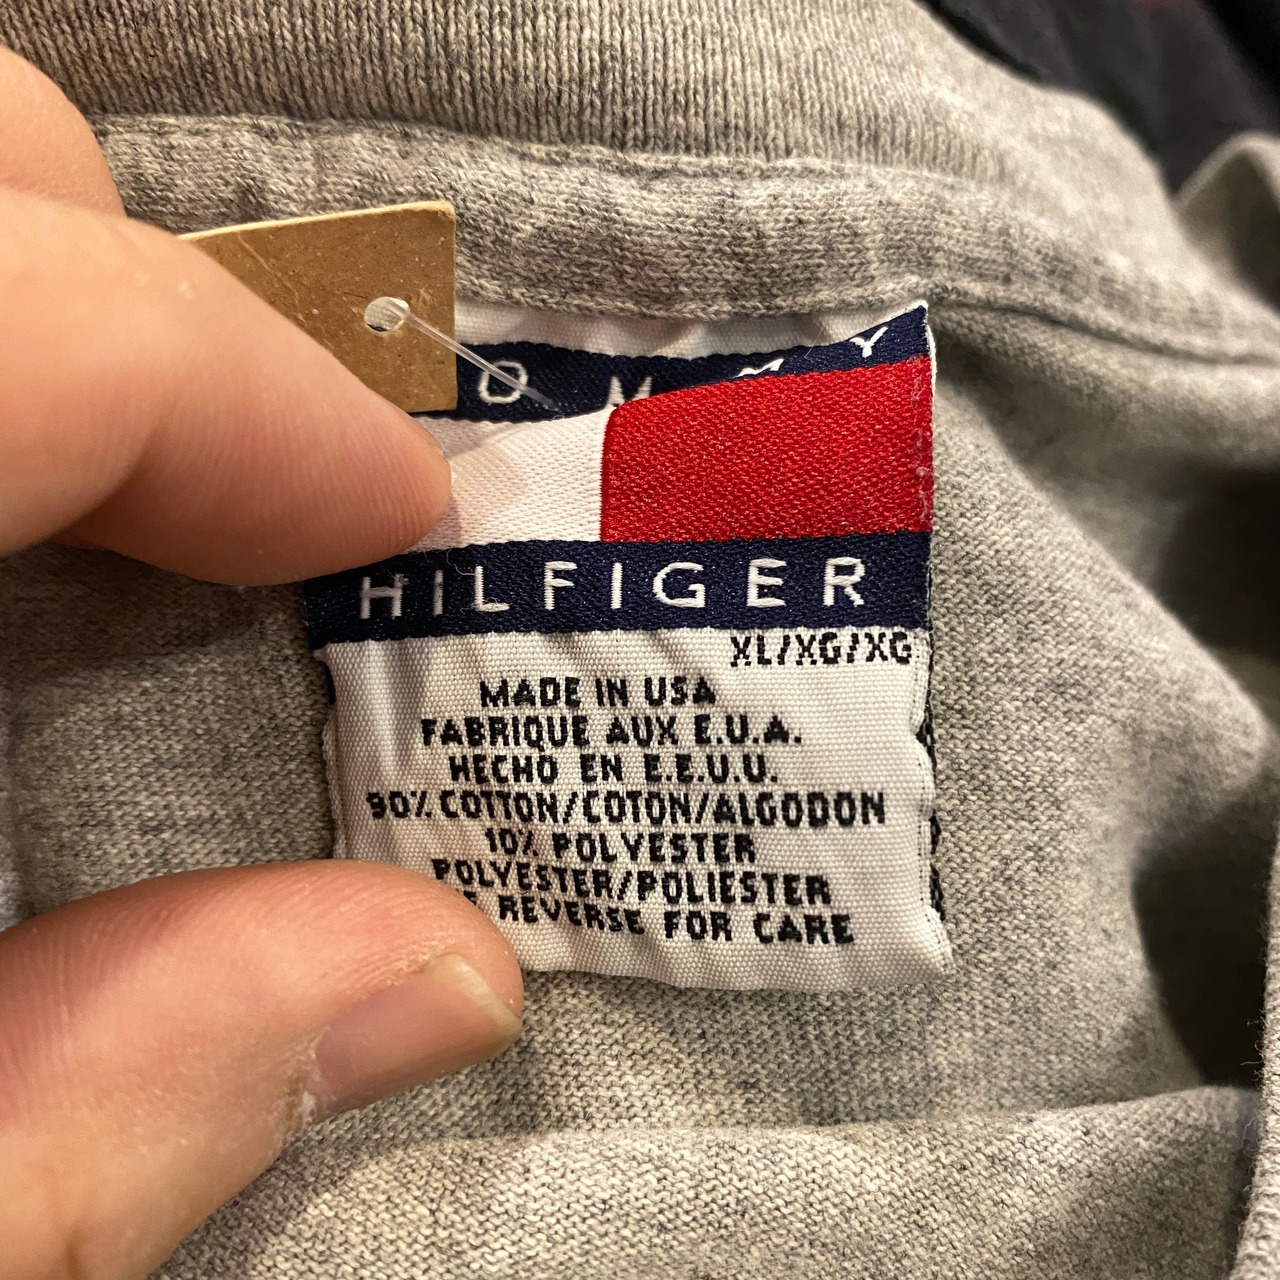 OMMY
HILFIGER
XL/XG/XG
MADE IN USA
FABRIQUE AUX E.U.A.
HECHO EN E.E.U.U.
90% COTTON/COTON/ALGODON
10% POLYESTER
POLYESTER/POLIESTER
REVERSE FOR CARE